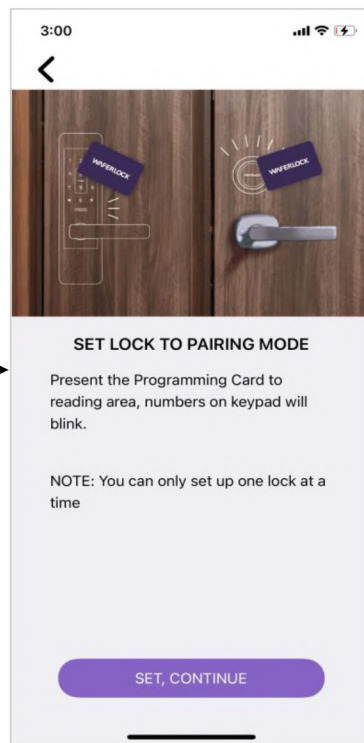 3:00
WAFERLOCK
WAFERLOCK
SET LOCK TO PAIRING MODE
Present the Programming Card to
reading area, numbers on keypad will
blink.
NOTE: You can only set up one lock at a
time
SET, CONTINUE